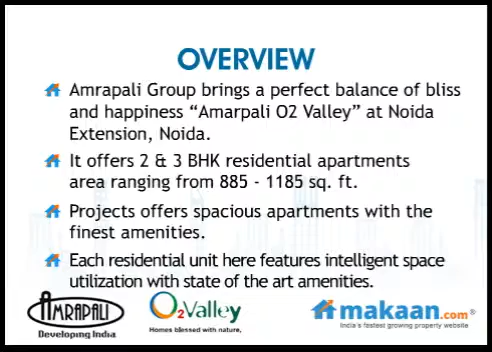 OVERVIEW
Amrapali Group brings a perfect balance of bliss
and happiness “Amarpali O2 Valley” at Noida
Extension, Noida.
It offers 2 & 3 BHK residential apartments
area ranging from 885 - 1185 sq. ft.
Projects offers spacious apartments with the
finest amenities.
Each residential unit here features intelligent space
utilization with state of the art amenities.
AMRAPALI
Developing India
O2Valley
Homes blessed with nature.
makaan.com®
India's fastest growing property website